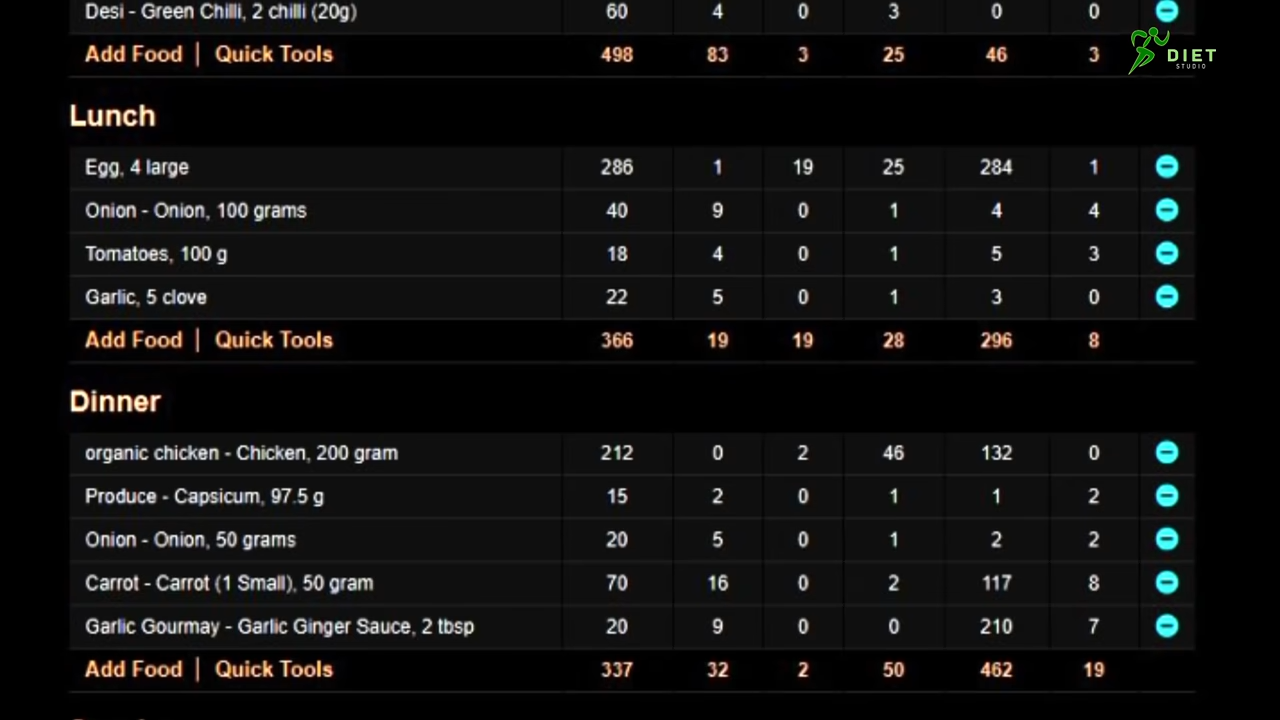 Desi - Green Chilli, 2 chilli (20g) 60 4 0 3 0 0
Add Food | Quick Tools 498 83 3 25 46 3
DIET
STUDIO
Lunch
Egg, 4 large 286 1 19 25 284 1
Onion - Onion, 100 grams 40 9 0 1 4 4
Tomatoes, 100 g 18 4 0 1 5 3
Garlic, 5 clove 22 5 0 1 3 0
Add Food | Quick Tools 366 19 19 28 296 8
Dinner
organic chicken - Chicken, 200 gram 212 0 2 46 132 0
Produce - Capsicum, 97.5 g 15 2 0 1 1 2
Onion - Onion, 50 grams 20 5 0 1 2 2
Carrot - Carrot (1 Small), 50 gram 70 16 0 2 117 8
Garlic Gourmay - Garlic Ginger Sauce, 2 tbsp 20 9 0 0 210 7
Add Food | Quick Tools 337 32 2 50 462 19